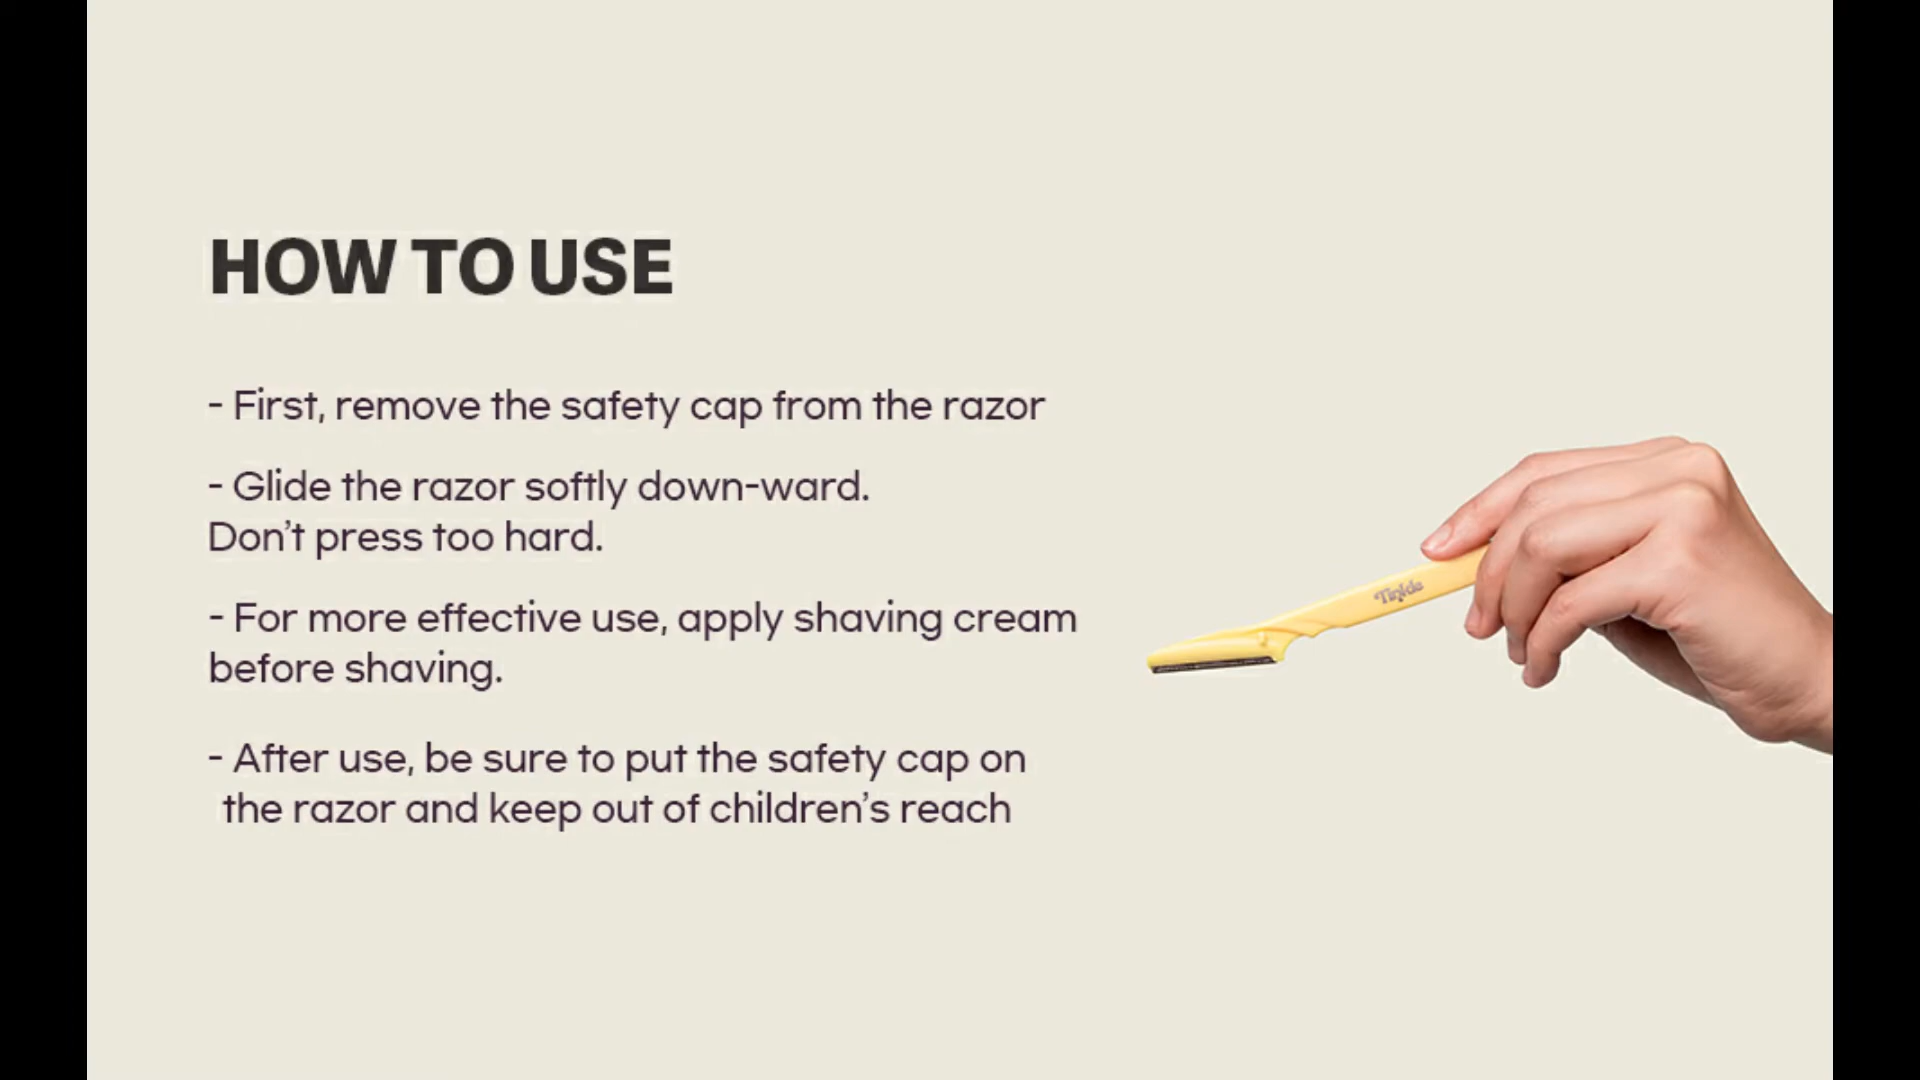 HOW TO USE
- First, remove the safety cap from the razor
- Glide the razor softly down-ward.
Don't press too hard.
- For more effective use, apply shaving cream
before shaving.
- After use, be sure to put the safety cap on
the razor and keep out of children's reach
Tinkle